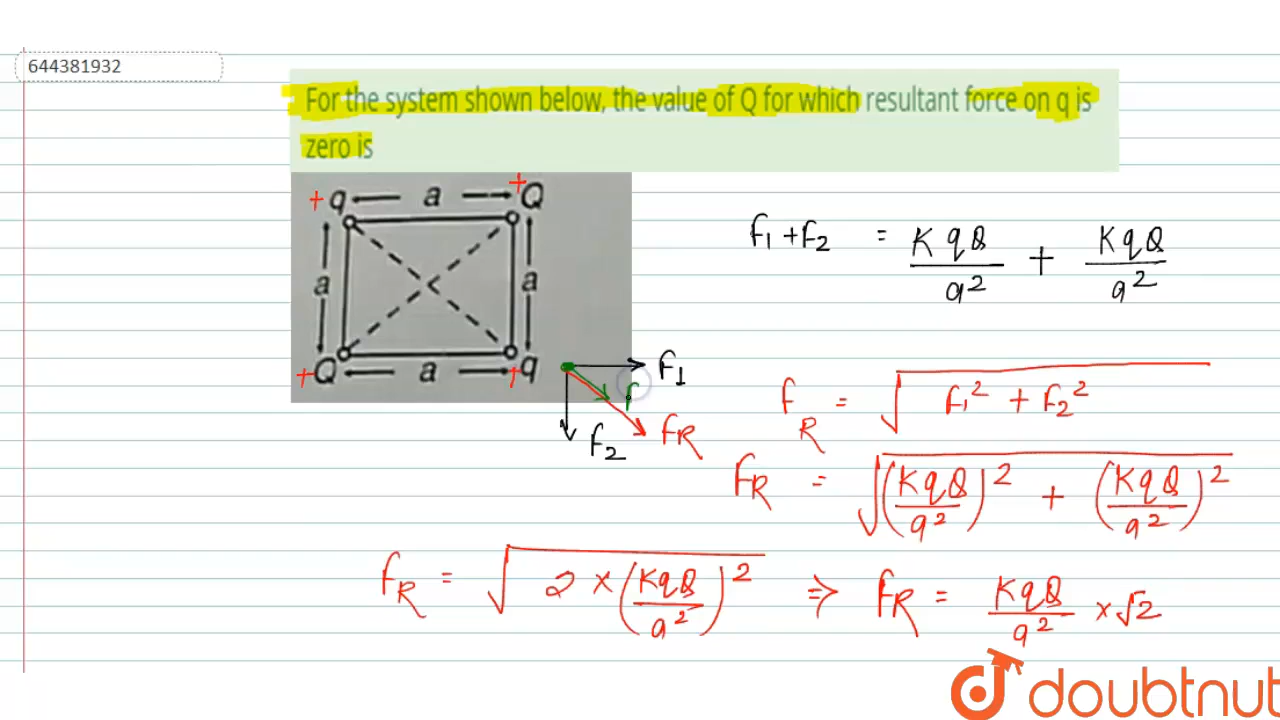 644381932
For the system shown below, the value of Q for which resultant force on q is
zero is
+q a +Q
a a
+Q a +q
F1 + F2 = KqQ/a² + KqQ/a²
F1
F
FR
F2
FR = √(F1² + F2²)
FR = √((KqQ/a²)² + (KqQ/a²)²)
FR = √(2 × (KqQ/a²)²) ⇒ FR = KqQ/a² × √2
doubtnut